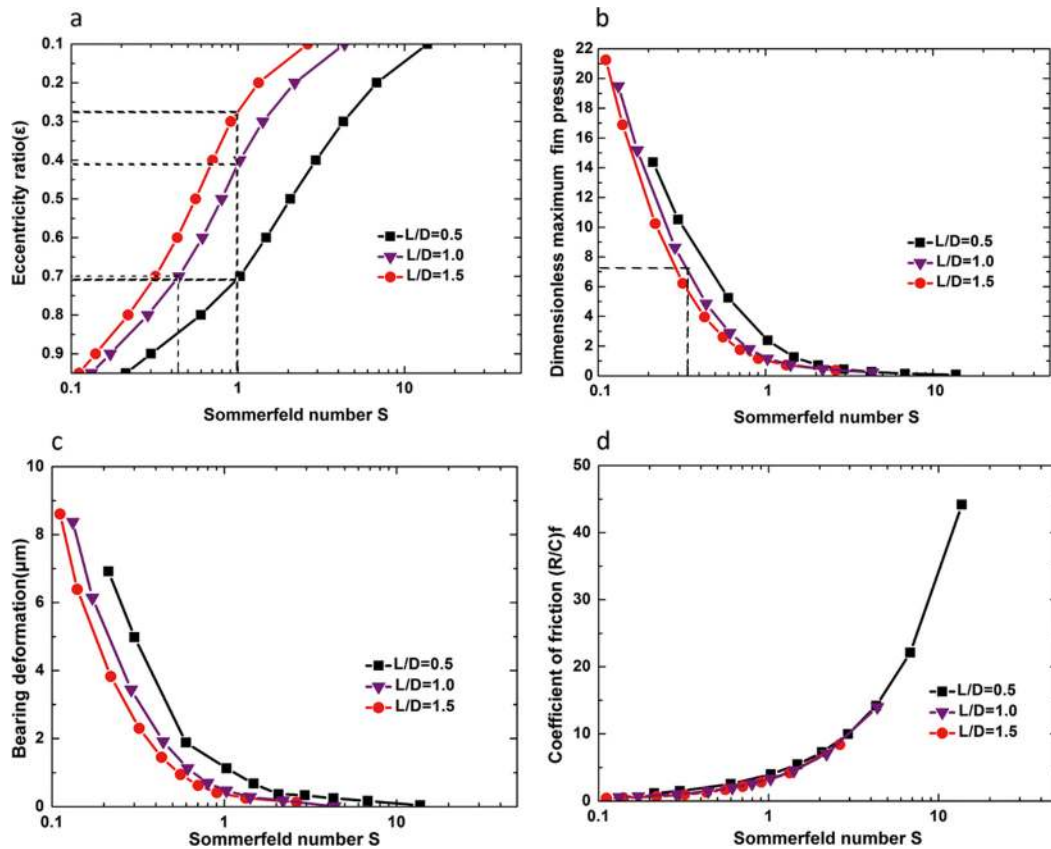 a
0.1
0.2
0.3
0.4
0.5
0.6
0.7
0.8
0.9
Eccentricity ratio(ε)
L/D=0.5
L/D=1.0
L/D=1.5
0.1
1
10
Sommerfeld number S
b
22
20
18
16
14
12
10
8
6
4
2
0
Dimensionless maximum fim pressure
L/D=0.5
L/D=1.0
L/D=1.5
0.1
1
10
Sommerfeld number S
c
10
8
6
4
2
0
Bearing deformation(μm)
L/D=0.5
L/D=1.0
L/D=1.5
0.1
1
10
Sommerfeld number S
d
50
40
30
20
10
0
Coefficient of friction (R/C)f
L/D=0.5
L/D=1.0
L/D=1.5
0.1
1
10
Sommerfeld number S